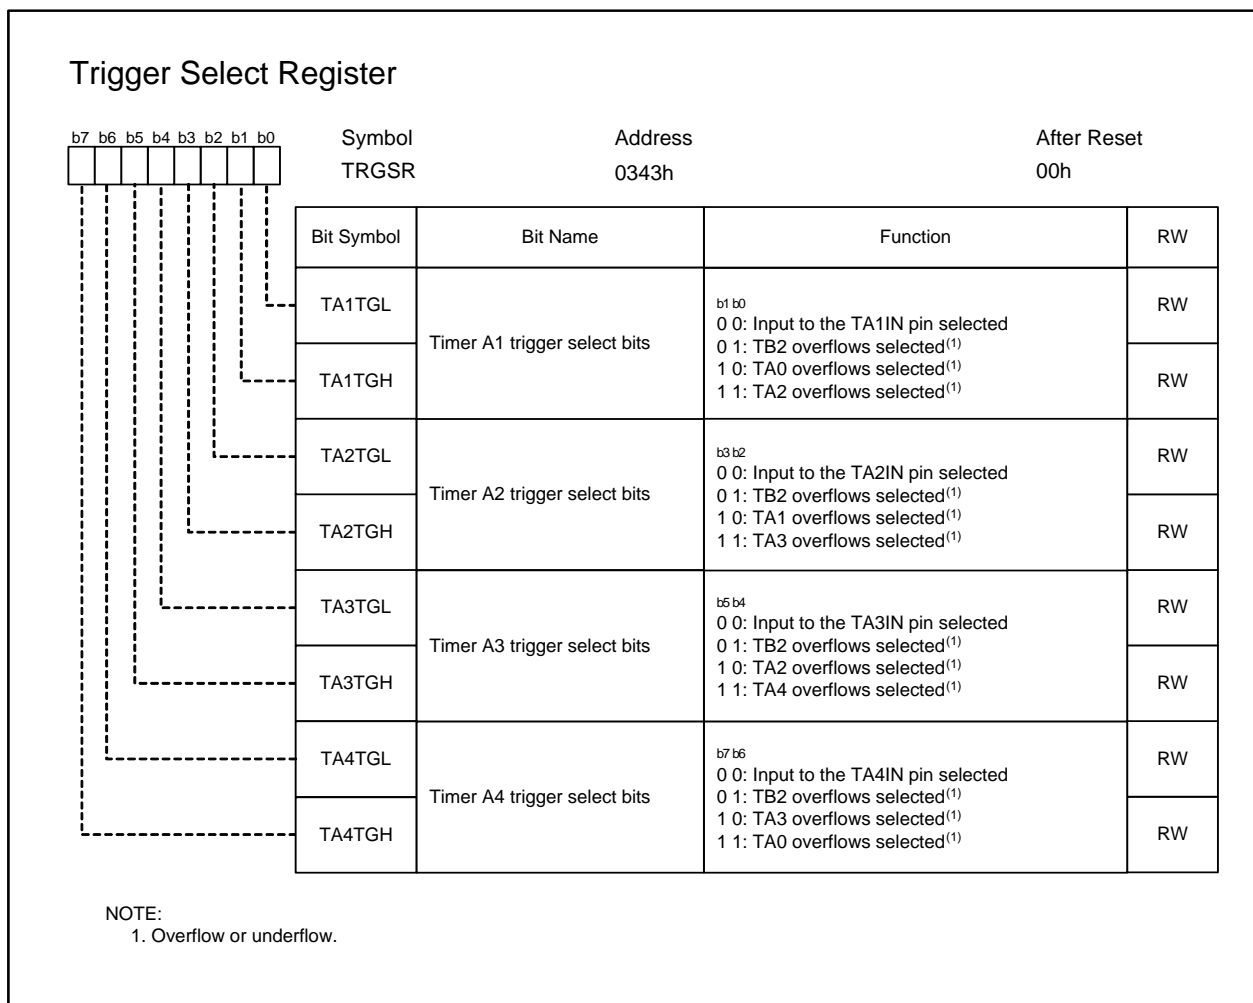 Trigger Select Register
b7 b6 b5 b4 b3 b2 b1 b0
Symbol Address After Reset
TRGSR 0343h 00h
Bit Symbol Bit Name Function RW
TA1TGL RW
Timer A1 trigger select bits
b1 b0
0 0: Input to the TA1IN pin selected
0 1: TB2 overflows selected(1)
1 0: TA0 overflows selected(1)
1 1: TA2 overflows selected(1)
TA1TGH RW
TA2TGL RW
Timer A2 trigger select bits
b3 b2
0 0: Input to the TA2IN pin selected
0 1: TB2 overflows selected(1)
1 0: TA1 overflows selected(1)
1 1: TA3 overflows selected(1)
TA2TGH RW
TA3TGL RW
Timer A3 trigger select bits
b5 b4
0 0: Input to the TA3IN pin selected
0 1: TB2 overflows selected(1)
1 0: TA2 overflows selected(1)
1 1: TA4 overflows selected(1)
TA3TGH RW
TA4TGL RW
Timer A4 trigger select bits
b7 b6
0 0: Input to the TA4IN pin selected
0 1: TB2 overflows selected(1)
1 0: TA3 overflows selected(1)
1 1: TA0 overflows selected(1)
TA4TGH RW
NOTE:
1. Overflow or underflow.